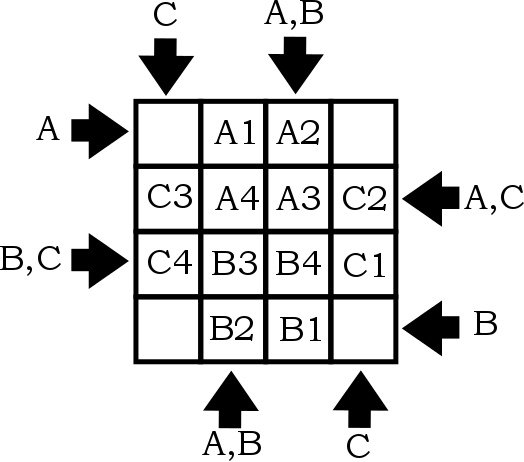 C A,B
A A1 A2
C3 A4 A3 C2 A,C
B,C C4 B3 B4 C1
B2 B1 B
A,B C